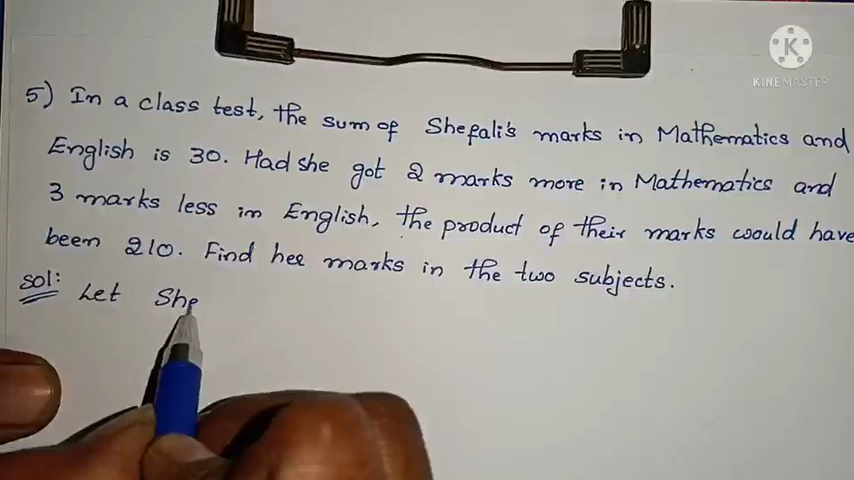 5) In a class test, the sum of Shefali's marks in Mathematics and
English is 30. Had she got 2 marks more in Mathematics and
3 marks less in English, the product of their marks would have
been 210. Find her marks in the two subjects.
Sol: Let She
K
KINEMASTER